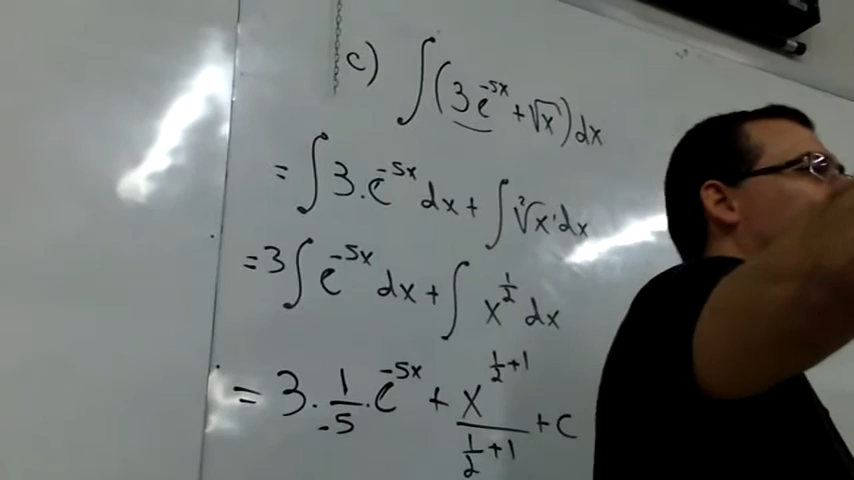 c) ∫(3e^{-5x} + √x) dx
= ∫ 3·e^{-5x} dx + ∫ ²√x¹ dx
= 3 ∫ e^{-5x} dx + ∫ x^{1/2} dx
= 3 · 1/-5 · e^{-5x} + x^{1/2+1}/(1/2+1) + c